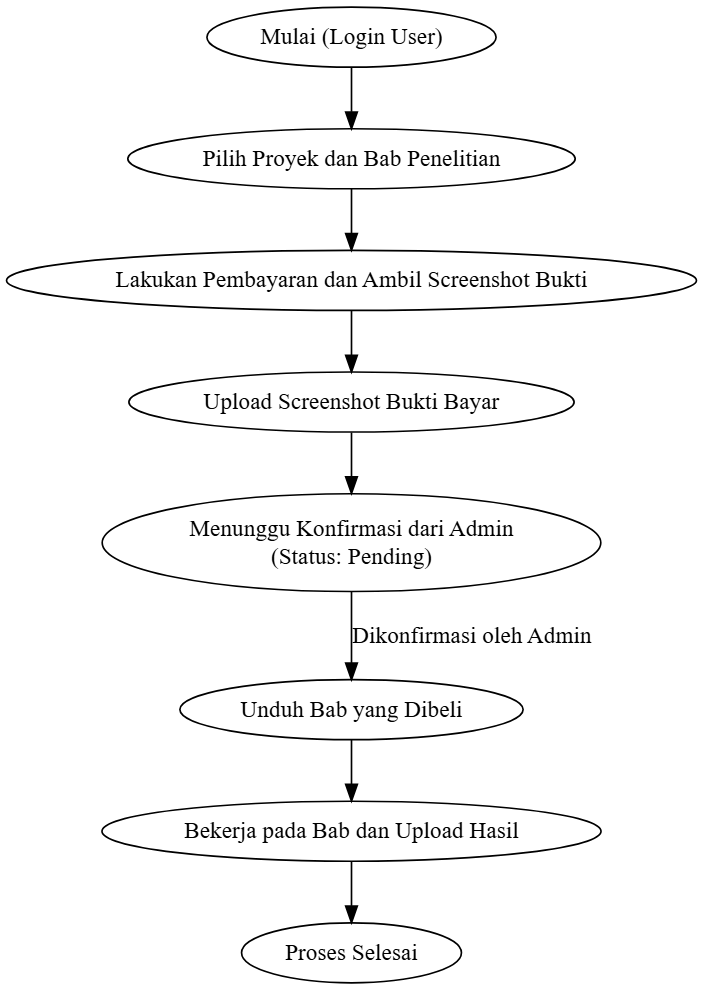 Mulai (Login User)
Pilih Proyek dan Bab Penelitian
Lakukan Pembayaran dan Ambil Screenshot Bukti
Upload Screenshot Bukti Bayar
Menunggu Konfirmasi dari Admin
(Status: Pending)
Dikonfirmasi oleh Admin
Unduh Bab yang Dibeli
Bekerja pada Bab dan Upload Hasil
Proses Selesai